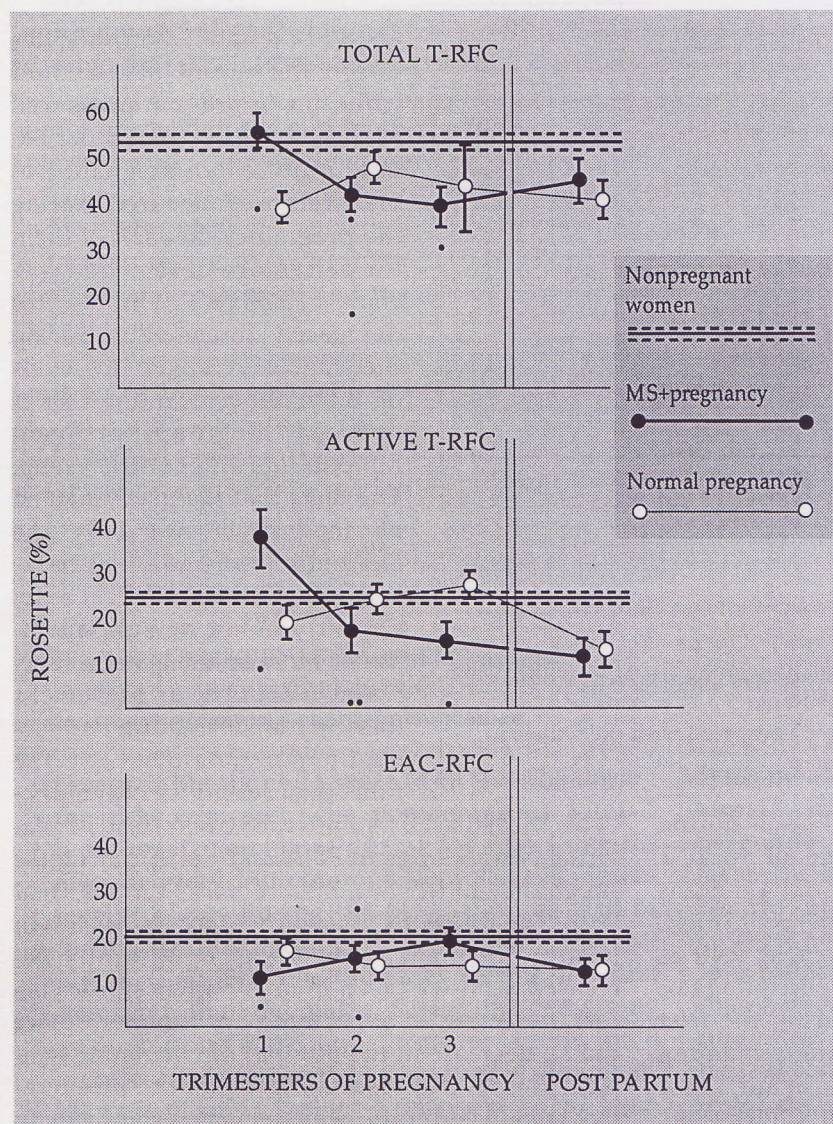 TOTAL T-RFC
60
50
40
30
20
10
Nonpregnant
women
MS+pregnancy
Normal pregnancy
ACTIVE T-RFC
ROSETTE (%)
40
30
20
10
EAC-RFC
40
30
20
10
1 2 3
TRIMESTERS OF PREGNANCY POST PARTUM